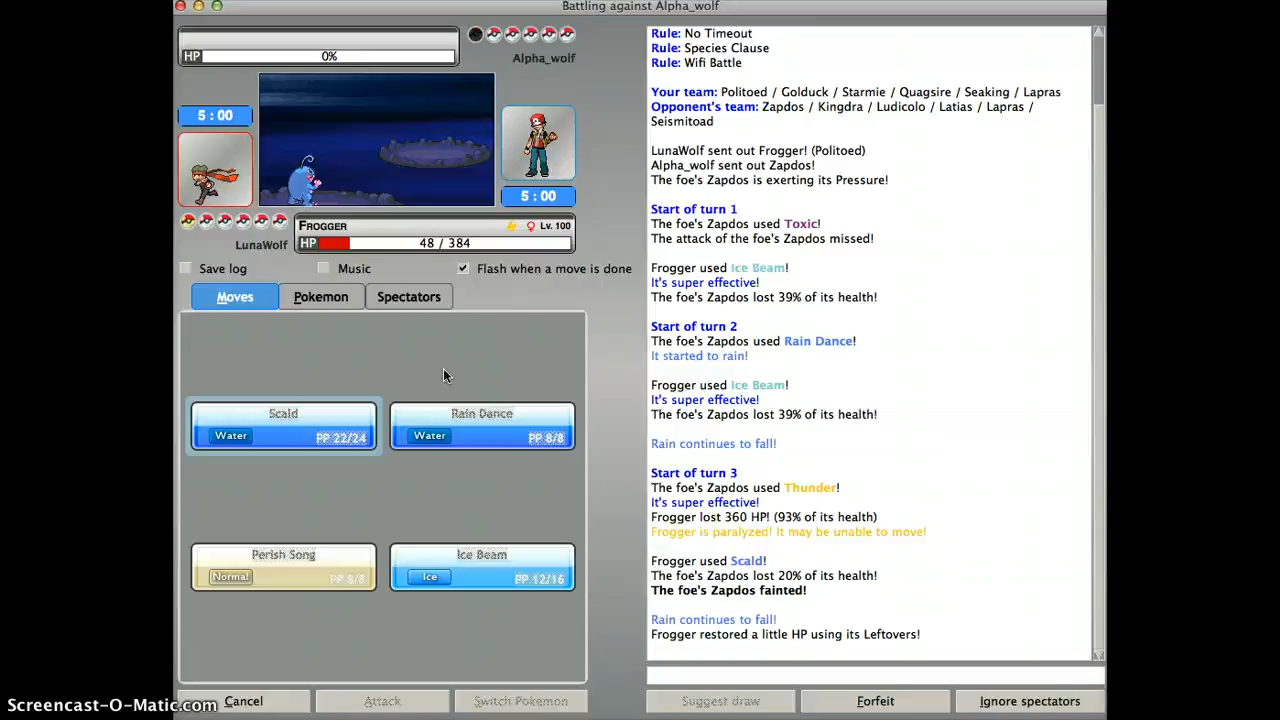 Battling against Alpha_wolf
HP 0%
Alpha_wolf
5 : 00
5 : 00
FROGGER Lv. 100
HP 48 / 384
LunaWolf
Save log Music Flash when a move is done
Moves Pokemon Spectators
Scald
Water PP 22/24
Rain Dance
Water PP 8/8
Perish Song
Normal PP 8/8
Ice Beam
Ice PP 12/16
Cancel Attack Switch Pokemon
Rule: No Timeout
Rule: Species Clause
Rule: Wifi Battle
Your team: Politoed / Golduck / Starmie / Quagsire / Seaking / Lapras
Opponent's team: Zapdos / Kingdra / Ludicolo / Latias / Lapras /
Seismitoad
LunaWolf sent out Frogger! (Politoed)
Alpha_wolf sent out Zapdos!
The foe's Zapdos is exerting its Pressure!
Start of turn 1
The foe's Zapdos used Toxic!
The attack of the foe's Zapdos missed!
Frogger used Ice Beam!
It's super effective!
The foe's Zapdos lost 39% of its health!
Start of turn 2
The foe's Zapdos used Rain Dance!
It started to rain!
Frogger used Ice Beam!
It's super effective!
The foe's Zapdos lost 39% of its health!
Rain continues to fall!
Start of turn 3
The foe's Zapdos used Thunder!
It's super effective!
Frogger lost 360 HP! (93% of its health)
Frogger is paralyzed! It may be unable to move!
Frogger used Scald!
The foe's Zapdos lost 20% of its health!
The foe's Zapdos fainted!
Rain continues to fall!
Frogger restored a little HP using its Leftovers!
Suggest draw Forfeit Ignore spectators
Screencast-O-Matic.com